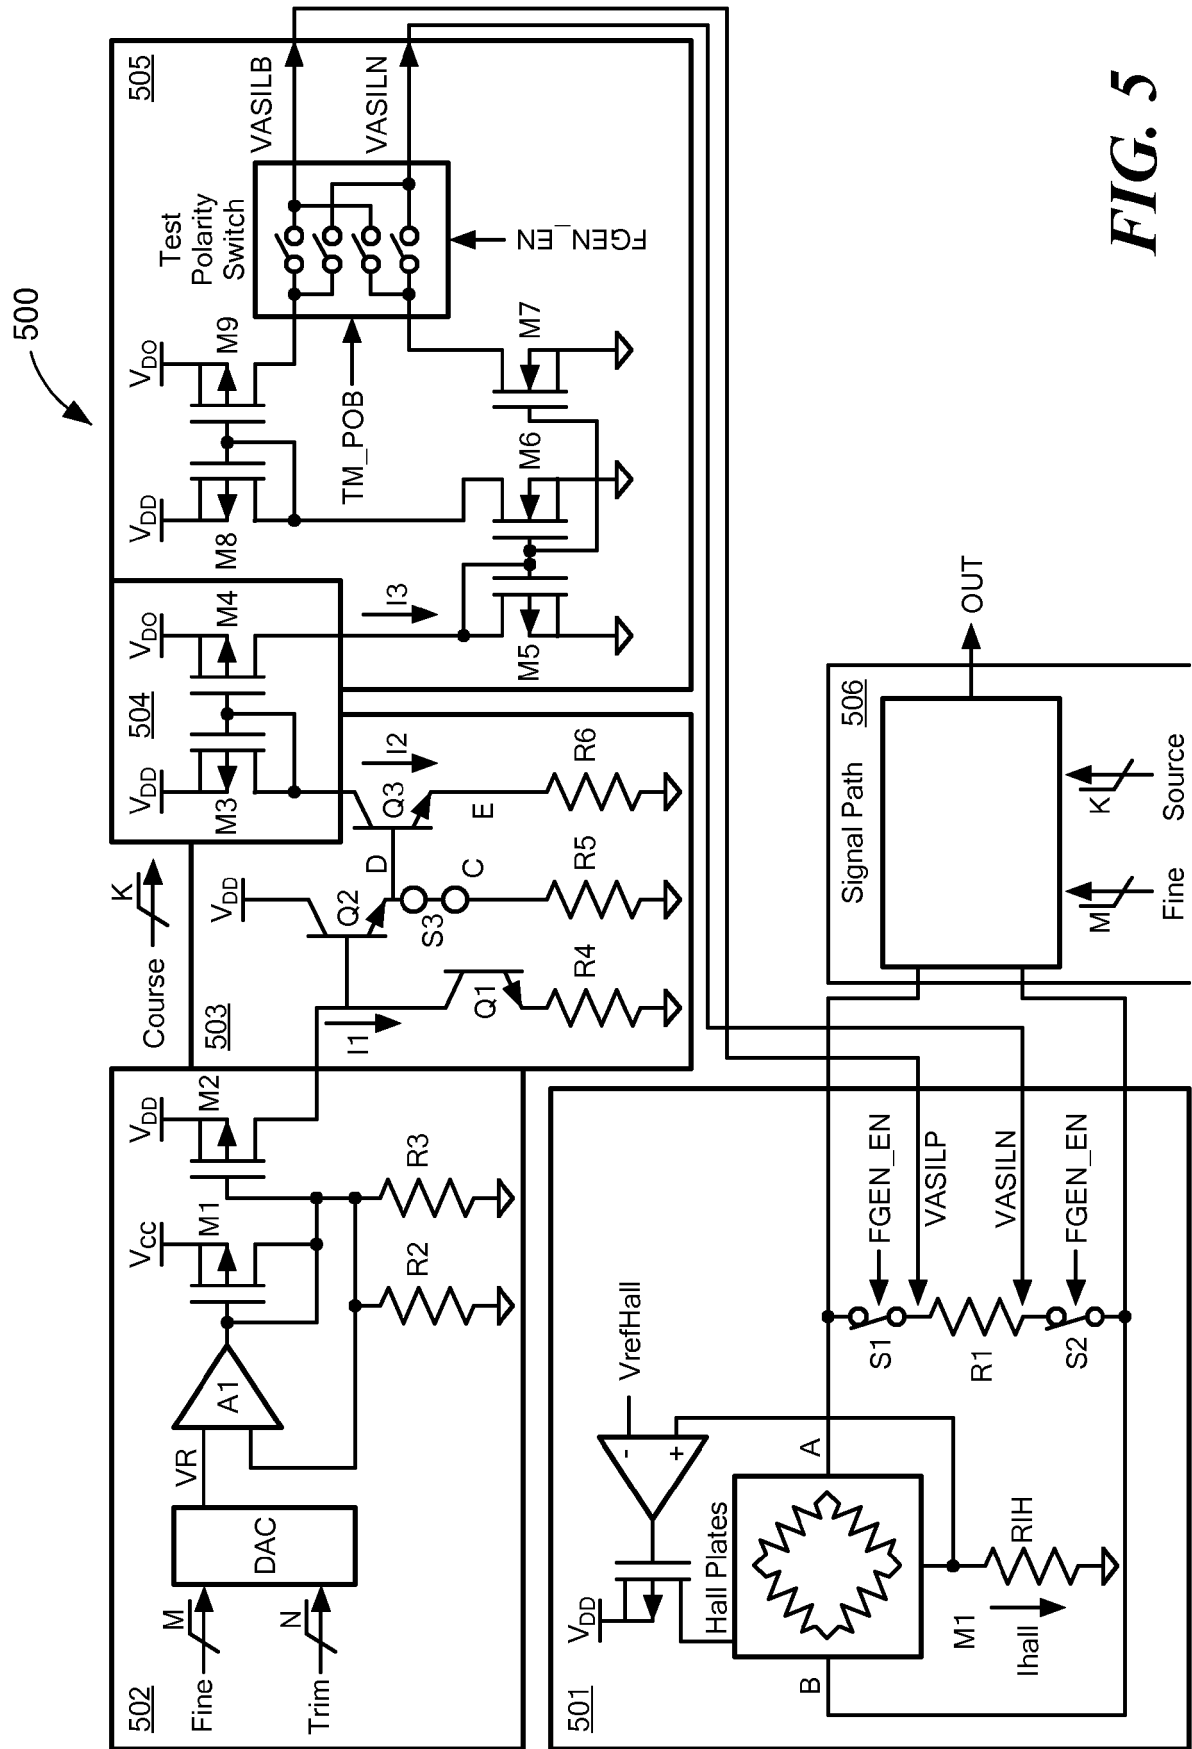 500
502
Fine
M
Trim
N
DAC
VR
A1
VCC
M1
VDD
M2
R2
R3
Course
K
503
I1
VDD
Q2
Q1
R4
D
S3
C
R5
Q3
I2
E
R6
504
VDD
M3
VDO
M4
505
I3
M5
VDD
M8
VDO
M9
M6
M7
TM_POB
Test
Polarity
Switch
FGEN_EN
VASILB
VASILN
501
VDD
VrefHall
-
+
Hall Plates
A
B
M1
Ihall
RIH
S1
R1
S2
FGEN_EN
VASILP
VASILN
FGEN_EN
Signal Path
506
OUT
M
Fine
K
Source
FIG. 5